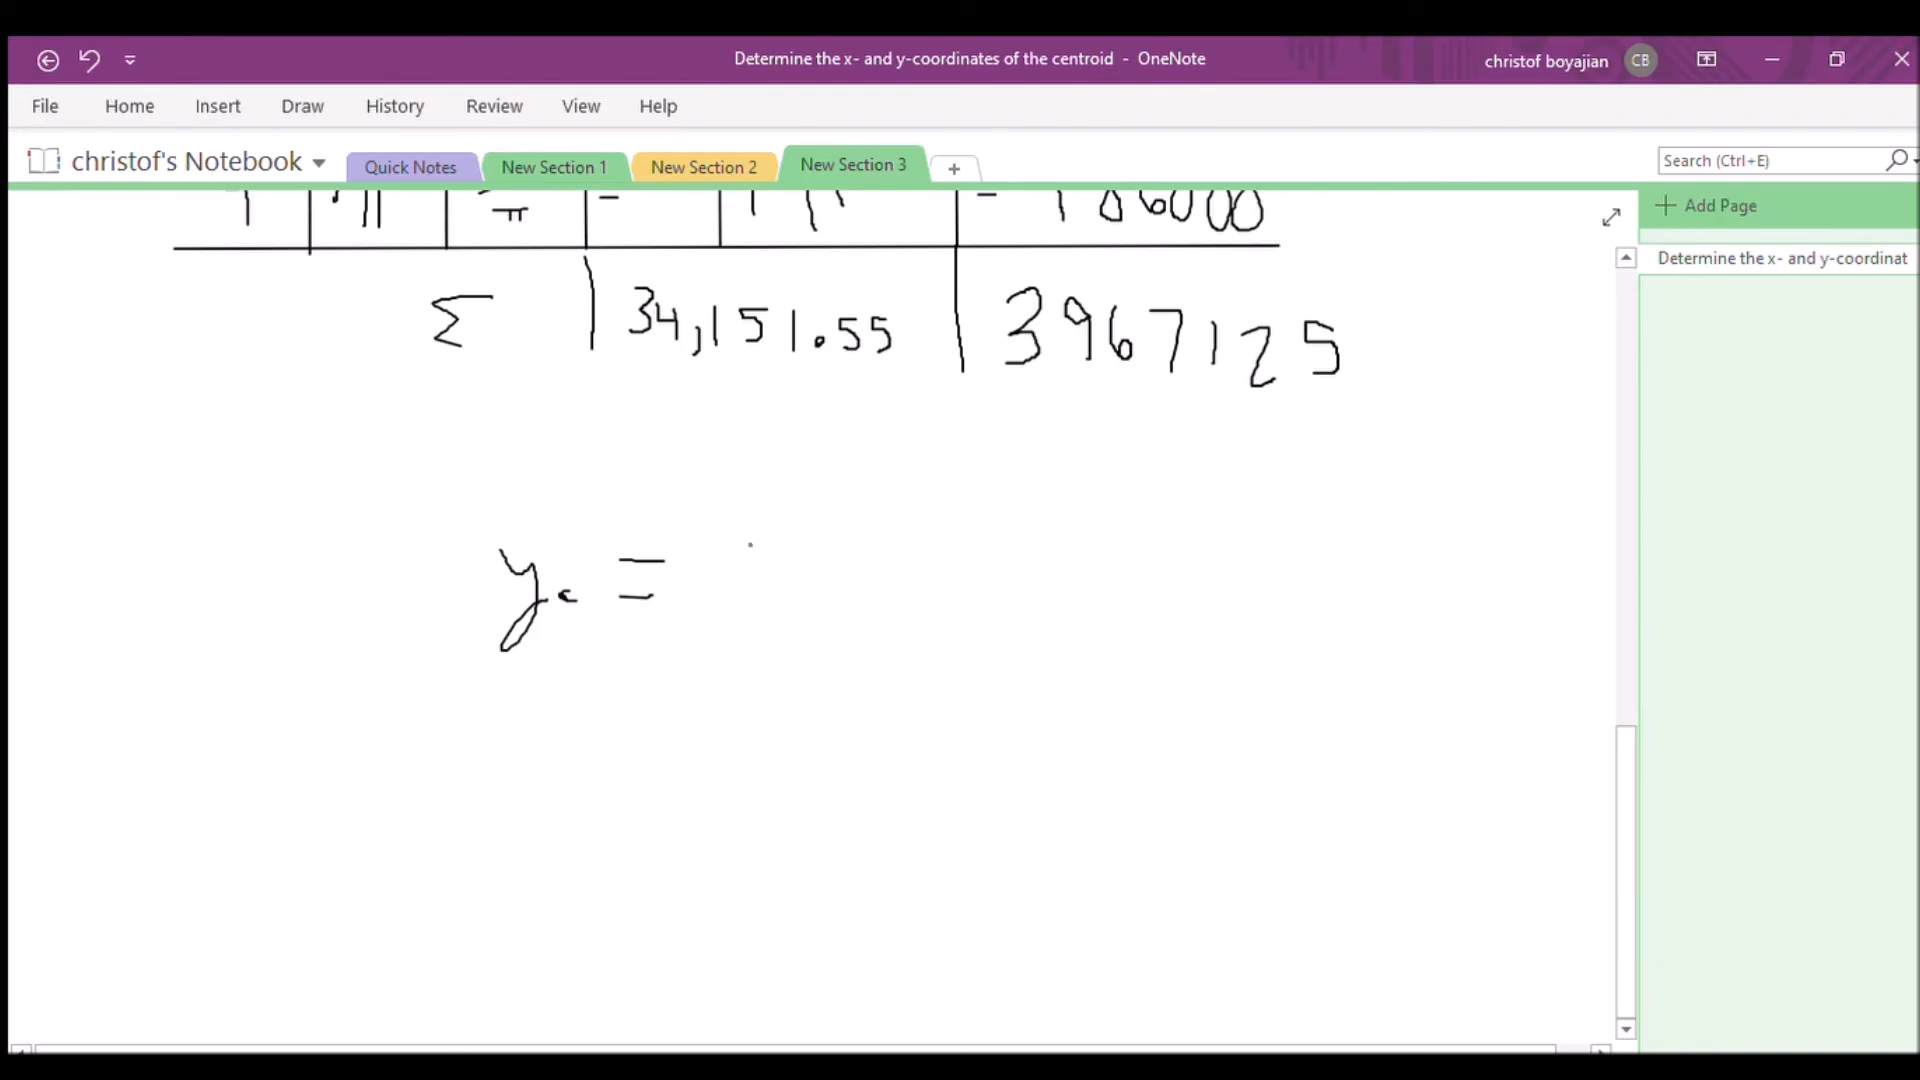 Determine the x- and y-coordinates of the centroid - OneNote
christof boyajian CB
File Home Insert Draw History Review View Help
christof's Notebook Quick Notes New Section 1 New Section 2 New Section 3 +
Search (Ctrl+E)
+ Add Page
Determine the x- and y-coordinat
Σ 34,151.55 3967125
yc =